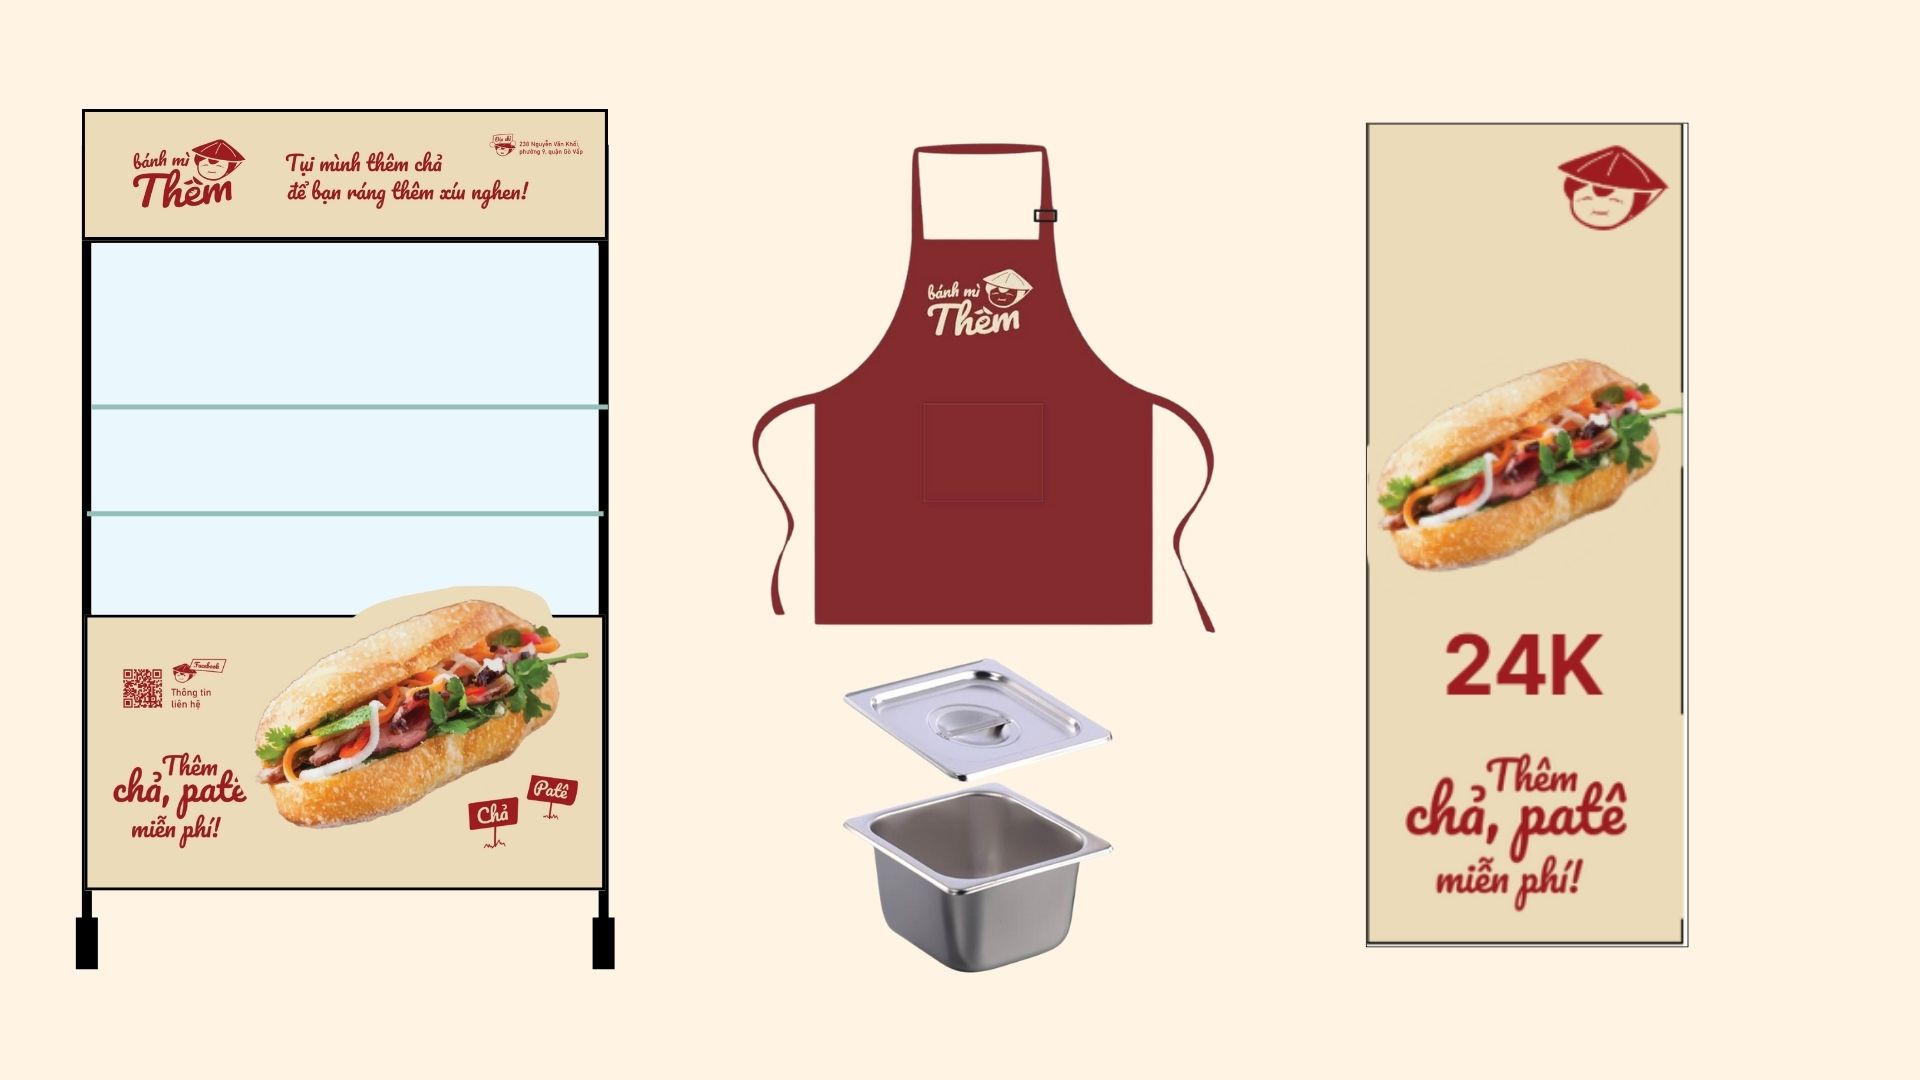 bánh mì
Thèm
Tụi mình thêm chả
để bạn ráng thêm xíu nghen!
Địa chỉ
238 Nguyễn Văn Khối,
phường 9, quận Gò Vấp
Facebook
Thông tin
liên hệ
Thêm
chả, patê
miễn phí!
Chả
Patê
bánh mì
Thèm
24K
Thêm
chả, patê
miễn phí!